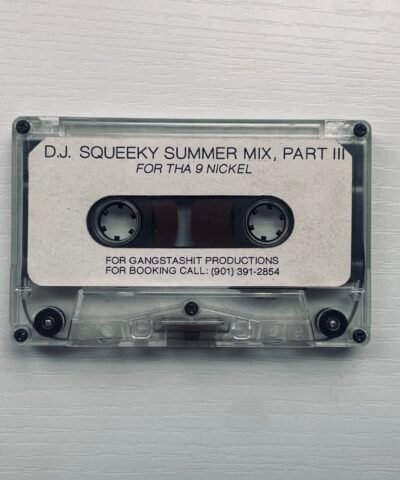 D.J. SQUEEKY SUMMER MIX, PART III
FOR THA 9 NICKEL
FOR GANGSTASHIT PRODUCTIONS
FOR BOOKING CALL: (901) 391-2854